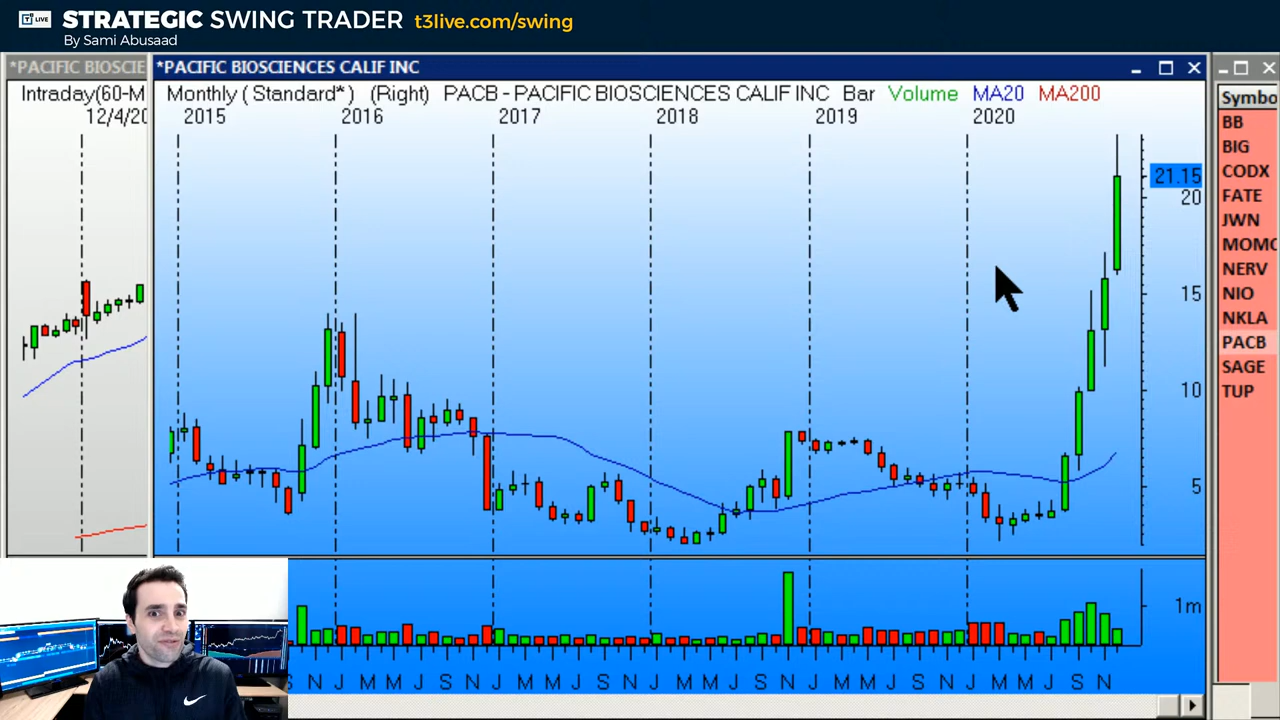 T3 LIVE STRATEGIC SWING TRADER t3live.com/swing
By Sami Abusaad
*PACIFIC BIOSCIE
*PACIFIC BIOSCIENCES CALIF INC
Intraday(60-M
Monthly ( Standard* ) (Right) PACB - PACIFIC BIOSCIENCES CALIF INC Bar Volume MA20 MA200
12/4/20
2015 2016 2017 2018 2019 2020
21.15
20
15
10
5
1m
S N J M M J S N J M M J S N J M M J S N J M M J S N J M M J S N
Symbo
BB
BIG
CODX
FATE
JWN
MOMO
NERV
NIO
NKLA
PACB
SAGE
TUP